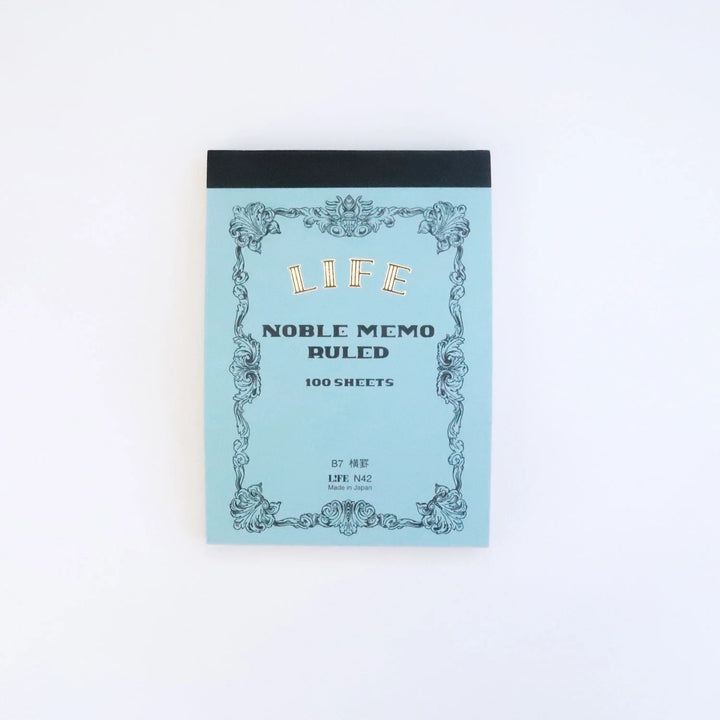 LIFE
NOBLE MEMO
RULED
100 SHEETS
B7 横罫
LIFE N42
Made in Japan